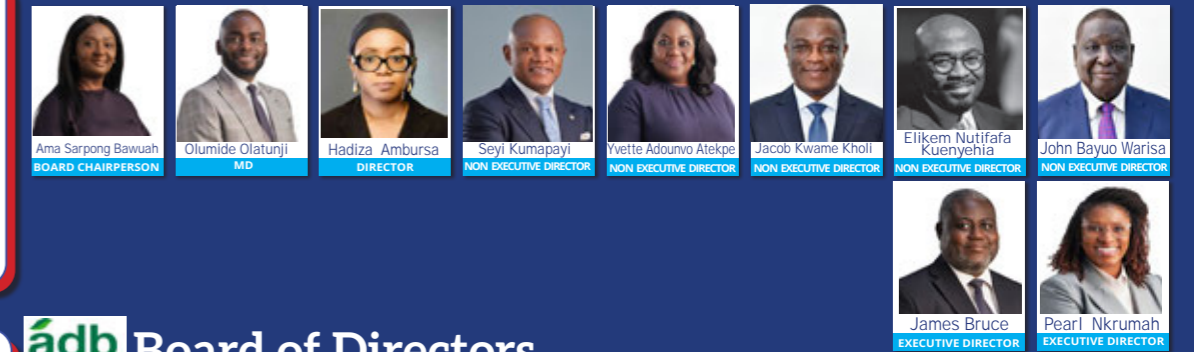 Ama Sarpong Bawuah
BOARD CHAIRPERSON
Olumide Olatunji
MD
Hadiza Ambursa
DIRECTOR
Seyi Kumapayi
NON EXECUTIVE DIRECTOR
Yvette Adounvo Atekpe
NON EXECUTIVE DIRECTOR
Jacob Kwame Kholi
NON EXECUTIVE DIRECTOR
Elikem Nutifafa
Kuenyehia
NON EXECUTIVE DIRECTOR
John Bayuo Warisa
NON EXECUTIVE DIRECTOR
James Bruce
EXECUTIVE DIRECTOR
Pearl Nkrumah
EXECUTIVE DIRECTOR
ádb Board of Directors